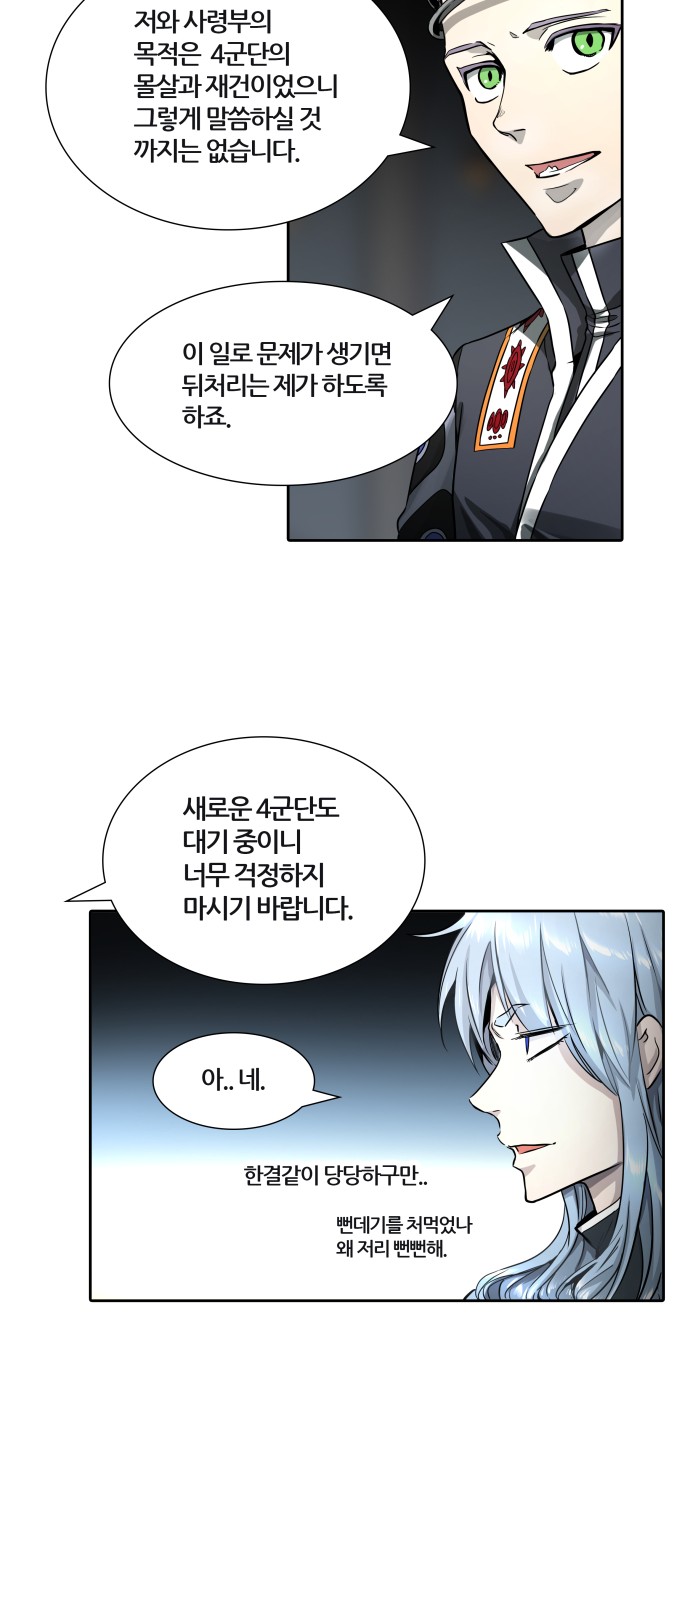 저와 사령부의
목적은 4군단의
몰살과 재건이었으니
그렇게 말씀하실 것
까지는 없습니다.
이 일로 문제가 생기면
뒤처리는 제가 하도록
하죠.
새로운 4군단도
대기 중이니
너무 걱정하지
마시기 바랍니다.
아.. 네.
한결같이 당당하구만..
뻔데기를 처먹었나
왜 저리 뻔뻔해.